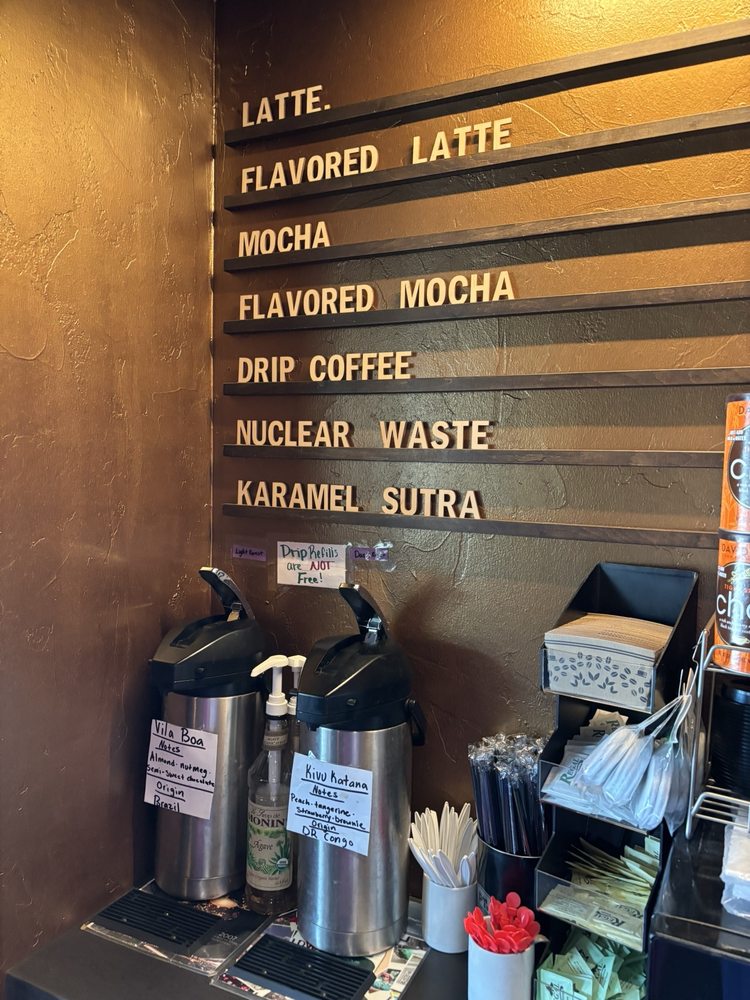 LATTE.
FLAVORED LATTE
MOCHA
FLAVORED MOCHA
DRIP COFFEE
NUCLEAR WASTE
KARAMEL SUTRA
Light Roast
Drip Refills
are NOT
Free!
Vila Boa
Notes
Almond-nutmeg
Semi-sweet chocolate
Origin
Brazil
MONIN
Agave
Kivu Katana
Notes
Peach-tangerine-
Strawberry-brownie
Origin
DR Congo